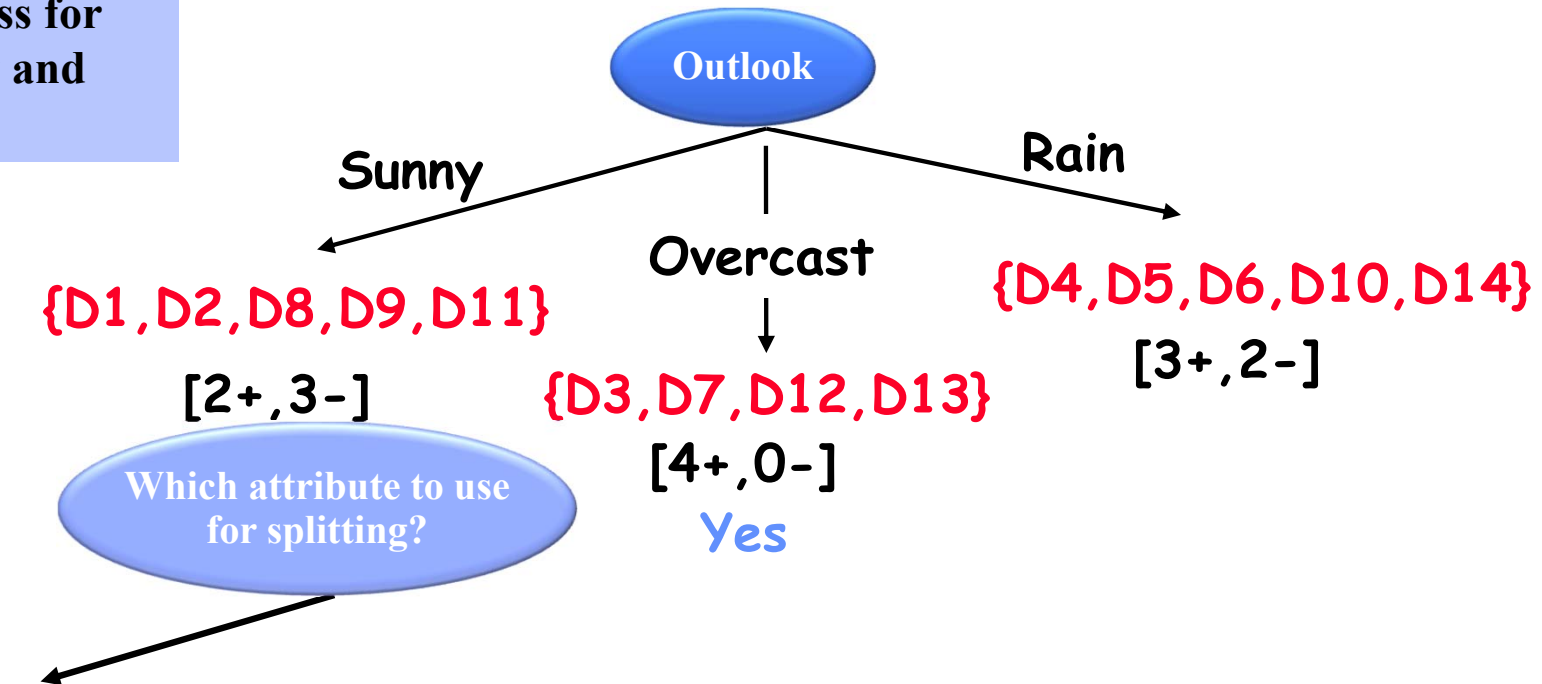 ss for
and
Outlook
Sunny
Rain
Overcast
{D1,D2,D8,D9,D11}
{D4,D5,D6,D10,D14}
[2+,3-]
{D3,D7,D12,D13}
[3+,2-]
[4+,0-]
Which attribute to use
for splitting?
Yes